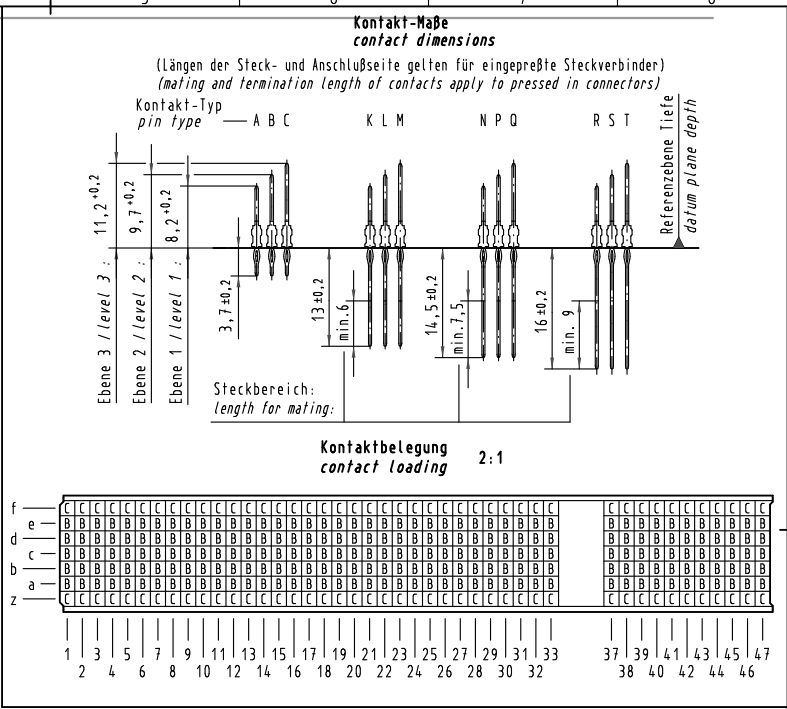 Kontakt-Maße
contact dimensions
(Längen der Steck- und Anschlußseite gelten für eingepreßte Steckverbinder)
(mating and termination length of contacts apply to pressed in connectors)
Kontakt-Typ
pin type
A B C
K L M
N P Q
R S T
Referenzebene Tiefe
datum plane depth
11,2 +0,2
9,7 +0,2
8,2 +0,2
Ebene 3 / level 3 :
Ebene 2 / level 2 :
Ebene 1 / level 1 :
3,7±0,2
13±0,2
min.6
14,5±0,2
min.7,5
16±0,2
min. 9
Steckbereich:
length for mating:
Kontaktbelegung
contact loading
2:1
f C C C C C C C C C C C C C C C C C C C C C C C C C C C C C C C C C C C C C C C C C C C C
e B B B B B B B B B B B B B B B B B B B B B B B B B B B B B B B B B B B B B B B B B B B B
d B B B B B B B B B B B B B B B B B B B B B B B B B B B B B B B B B B B B B B B B B B B B
c B B B B B B B B B B B B B B B B B B B B B B B B B B B B B B B B B B B B B B B B B B B B
b B B B B B B B B B B B B B B B B B B B B B B B B B B B B B B B B B B B B B B B B B B B B
a B B B B B B B B B B B B B B B B B B B B B B B B B B B B B B B B B B B B B B B B B B B B
z C C C C C C C C C C C C C C C C C C C C C C C C C C C C C C C C C C C C C C C C C C C C
1 3 5 7 9 11 13 15 17 19 21 23 25 27 29 31 33 37 39 41 43 45 47
2 4 6 8 10 12 14 16 18 20 22 24 26 28 30 32 38 40 42 44 46